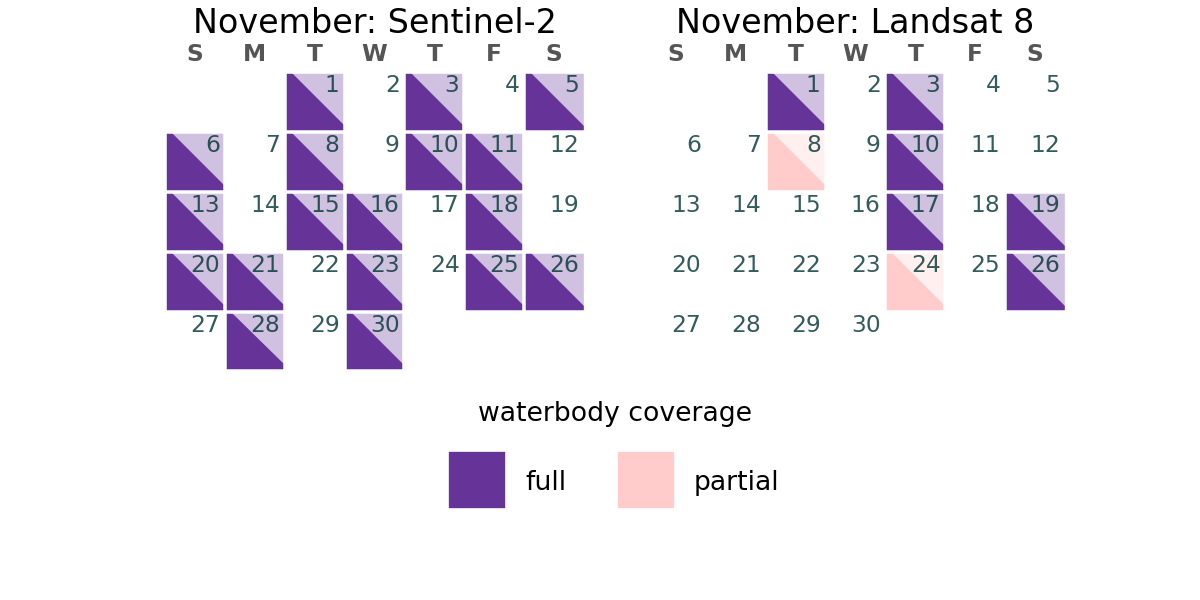 November: Sentinel-2
S M T W T F S
1 2 3 4 5
6 7 8 9 10 11 12
13 14 15 16 17 18 19
20 21 22 23 24 25 26
27 28 29 30
November: Landsat 8
S M T W T F S
1 2 3 4 5
6 7 8 9 10 11 12
13 14 15 16 17 18 19
20 21 22 23 24 25 26
27 28 29 30
waterbody coverage
full
partial